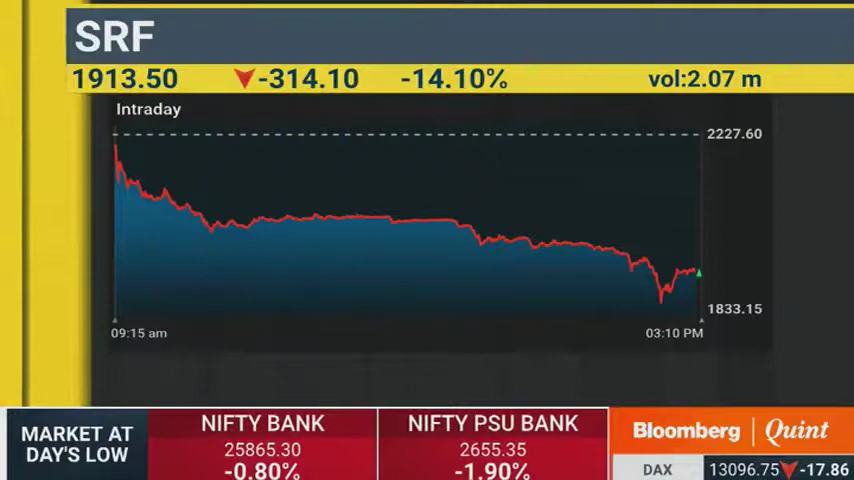 SRF
1913.50 -314.10 -14.10% vol:2.07 m
Intraday
2227.60
1833.15
09:15 am 03:10 PM
MARKET AT
DAY'S LOW
NIFTY BANK
25865.30
-0.80%
NIFTY PSU BANK
2655.35
-1.90%
Bloomberg | Quint
DAX 13096.75 -17.86